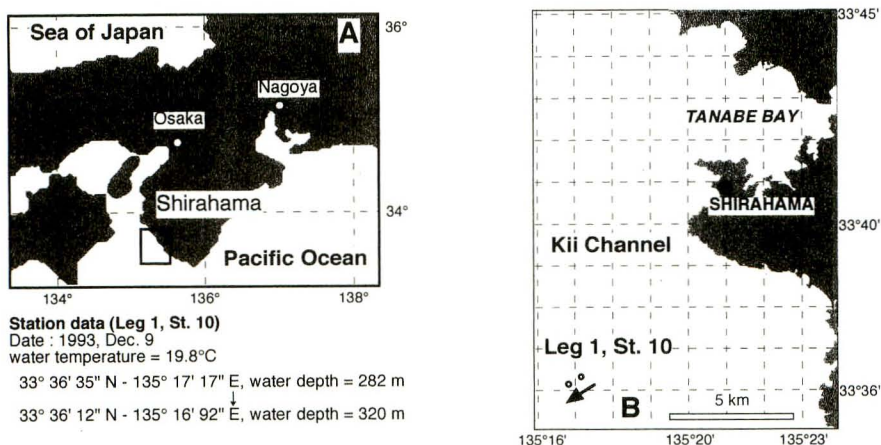 Sea of Japan
A
36°
Nagoya
Osaka
Shirahama
34°
Pacific Ocean
134°
136°
138°
Station data (Leg 1, St. 10)
Date : 1993, Dec. 9
water temperature = 19.8°C
33° 36' 35" N - 135° 17' 17" E, water depth = 282 m
↓
33° 36' 12" N - 135° 16' 92" E, water depth = 320 m
33°45'
TANABE BAY
SHIRAHAMA
33°40'
Kii Channel
Leg 1, St. 10
33°36'
B
5 km
135°16'
135°20'
135°23'